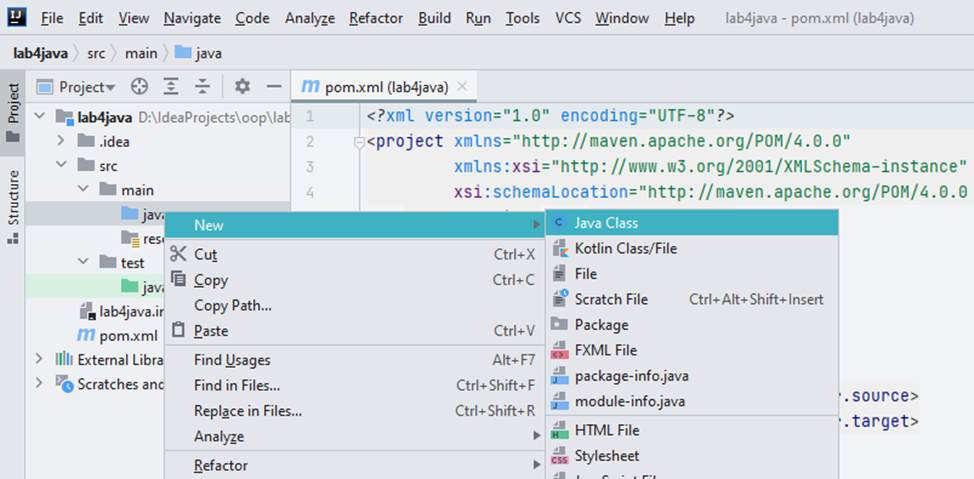 File Edit View Navigate Code Analyze Refactor Build Run Tools VCS Window Help lab4java - pom.xml (lab4java)
lab4java src main java
Project
Structure
Project
lab4java D:\IdeaProjects\oop\lab
.idea
src
main
java
res
test
java
lab4java.im
pom.xml
External Libra
Scratches and
pom.xml (lab4java)
1 <?xml version="1.0" encoding="UTF-8"?>
2 <project xmlns="http://maven.apache.org/POM/4.0.0"
3 xmlns:xsi="http://www.w3.org/2001/XMLSchema-instance"
4 xsi:schemaLocation="http://maven.apache.org/POM/4.0.0
.source>
.target>
New
Cut Ctrl+X
Copy Ctrl+C
Copy Path...
Paste Ctrl+V
Find Usages Alt+F7
Find in Files... Ctrl+Shift+F
Replace in Files... Ctrl+Shift+R
Analyze
Refactor
Java Class
Kotlin Class/File
File
Scratch File Ctrl+Alt+Shift+Insert
Package
FXML File
package-info.java
module-info.java
HTML File
Stylesheet
JavaScript File